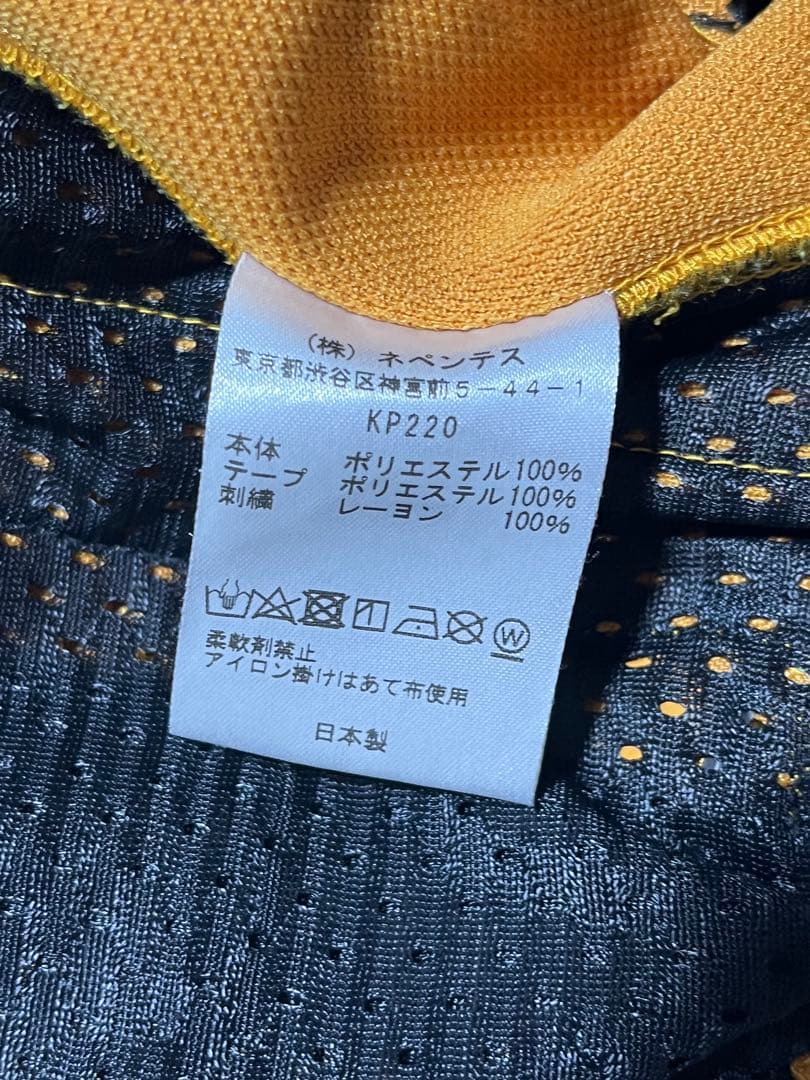 (株) ネペンテス
東京都渋谷区神宮前5-44-1
KP220
本体 ポリエステル100%
テープ ポリエステル100%
刺繍 レーヨン 100%
W
柔軟剤禁止
アイロン掛けはあて布使用
日本製